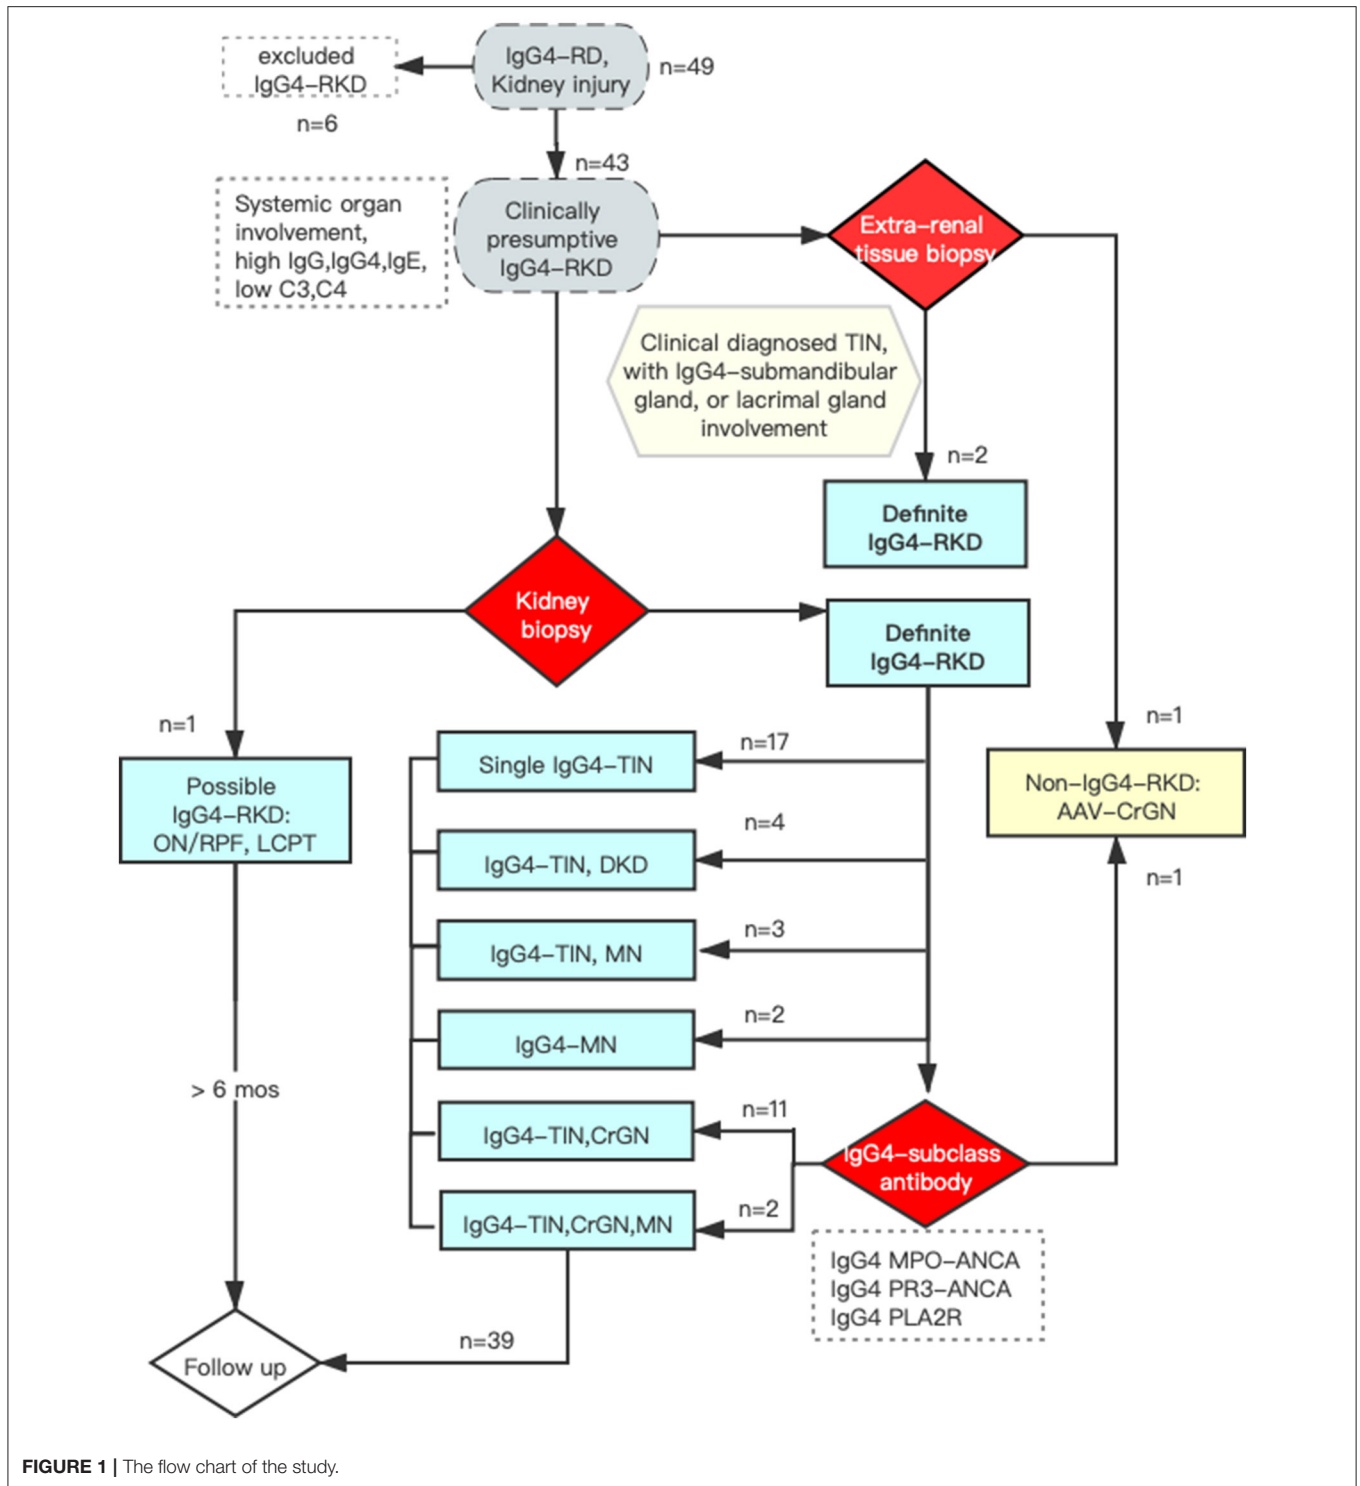 excluded
IgG4–RKD
n=6
IgG4–RD,
Kidney injury
n=49
n=43
Systemic organ
involvement,
high IgG,IgG4,IgE,
low C3,C4
Clinically
presumptive
IgG4–RKD
Extra–renal
tissue biopsy
Clinical diagnosed TIN,
with IgG4–submandibular
gland, or lacrimal gland
involvement
n=2
Definite
IgG4–RKD
Kidney
biopsy
Definite
IgG4–RKD
n=1
Possible
IgG4–RKD:
ON/RPF, LCPT
n=17
Single IgG4–TIN
n=4
IgG4–TIN, DKD
n=3
IgG4–TIN, MN
n=2
IgG4–MN
n=11
IgG4–TIN,CrGN
n=2
IgG4–TIN,CrGN,MN
n=1
Non–IgG4–RKD:
AAV–CrGN
n=1
IgG4–subclass
antibody
IgG4 MPO–ANCA
IgG4 PR3–ANCA
IgG4 PLA2R
> 6 mos
n=39
Follow up
FIGURE 1 | The flow chart of the study.